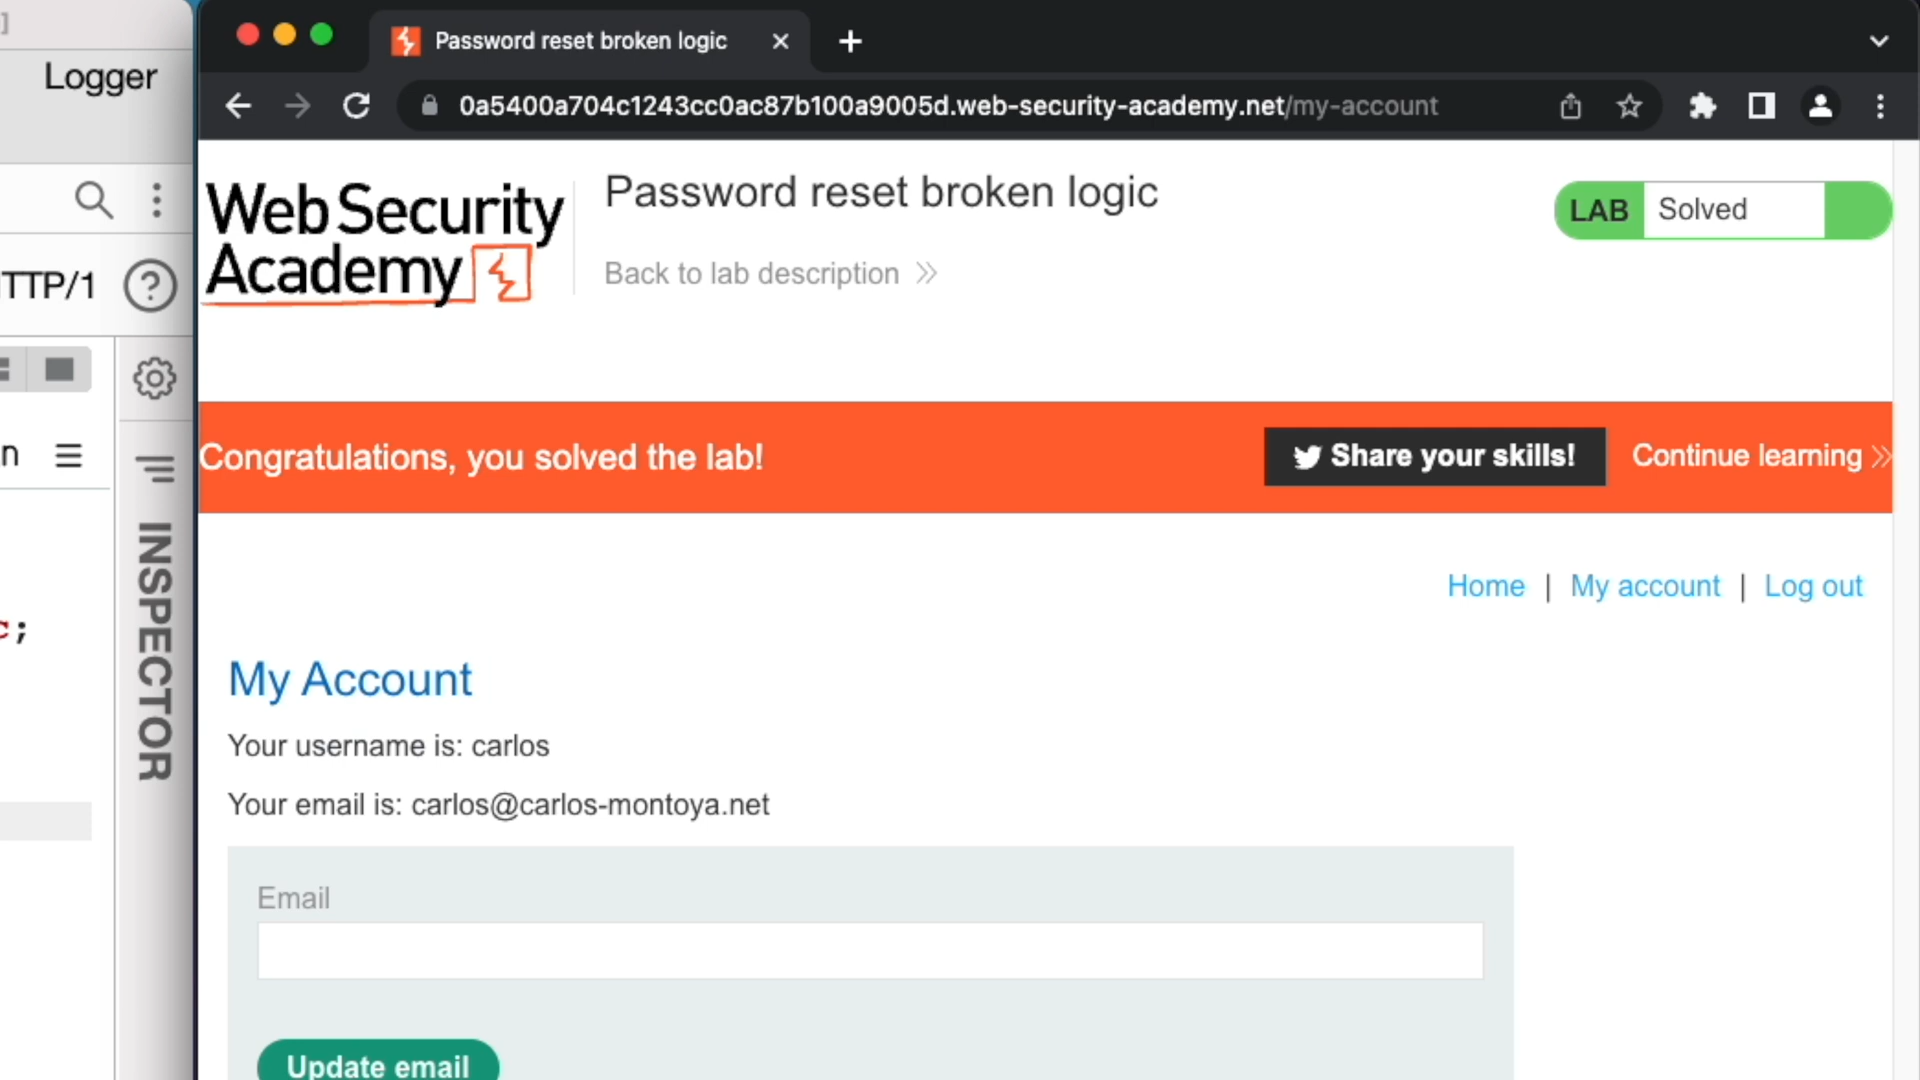 ]
Password reset broken logic
Logger
0a5400a704c1243cc0ac87b100a9005d.web-security-academy.net/my-account
Web Security
Academy
Password reset broken logic
LAB Solved
Back to lab description
TTP/1
Congratulations, you solved the lab!
Share your skills!
Continue learning
n
INSPECTOR
Home | My account | Log out
c;
My Account
Your username is: carlos
Your email is: carlos@carlos-montoya.net
Email
Update email